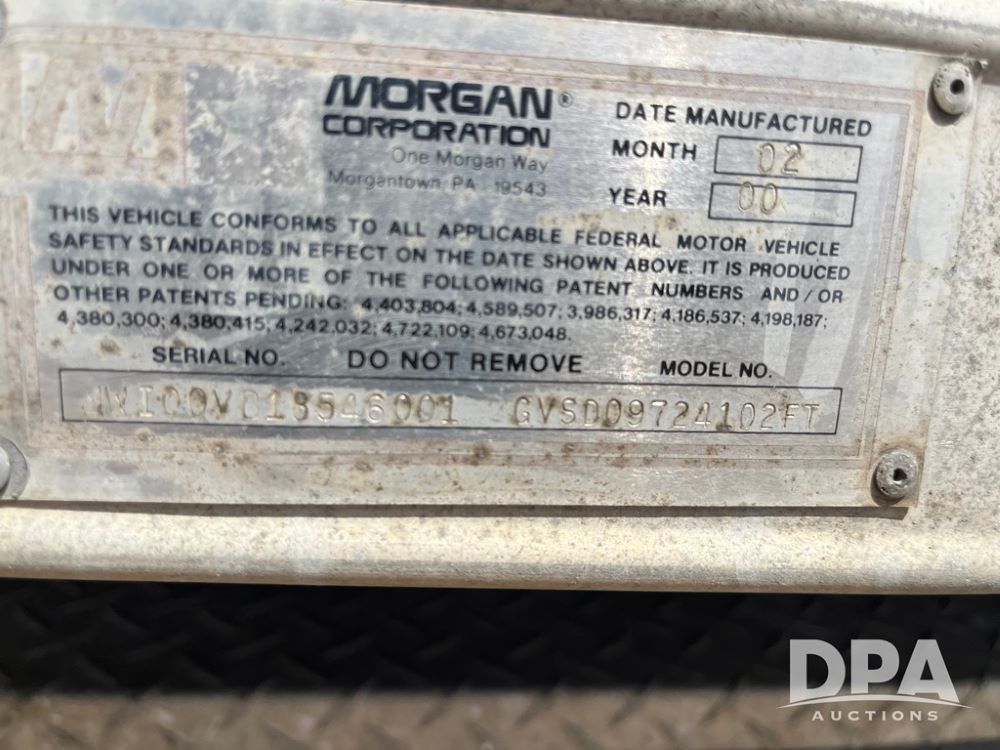 MORGAN®
CORPORATION
One Morgan Way
Morgantown, PA 19543
DATE MANUFACTURED
MONTH 02
YEAR 00
THIS VEHICLE CONFORMS TO ALL APPLICABLE FEDERAL MOTOR VEHICLE
SAFETY STANDARDS IN EFFECT ON THE DATE SHOWN ABOVE. IT IS PRODUCED
UNDER ONE OR MORE OF THE FOLLOWING PATENT NUMBERS AND/OR
OTHER PATENTS PENDING: 4,403,804; 4,589,507; 3,986,317; 4,186,537; 4,198,187;
4,380,300; 4,380,415; 4,242,032; 4,722,109; 4,673,048.
SERIAL NO. DO NOT REMOVE MODEL NO.
GVSD09724102FT
DPA
AUCTIONS